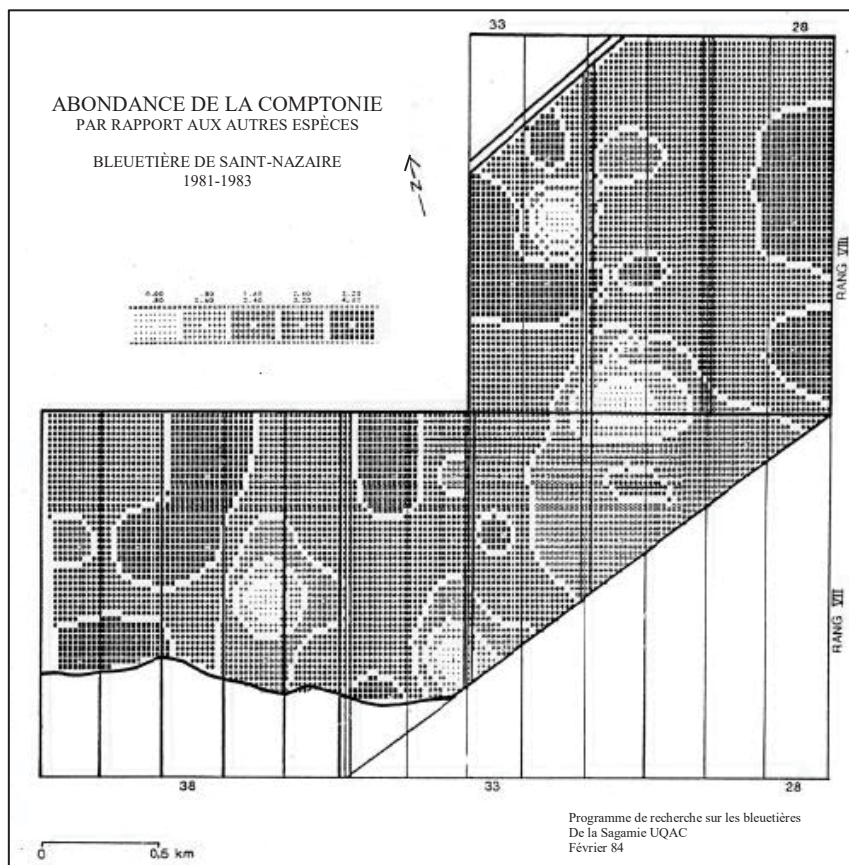 33
28
ABONDANCE DE LA COMPTONIE
PAR RAPPORT AUX AUTRES ESPÈCES
BLEUETIÈRE DE SAINT-NAZAIRE
1981-1983
N
RANG VIII
RANG VII
38
33
28
0
0,5 km
Programme de recherche sur les bleuetières
De la Sagamie UQAC
Février 84